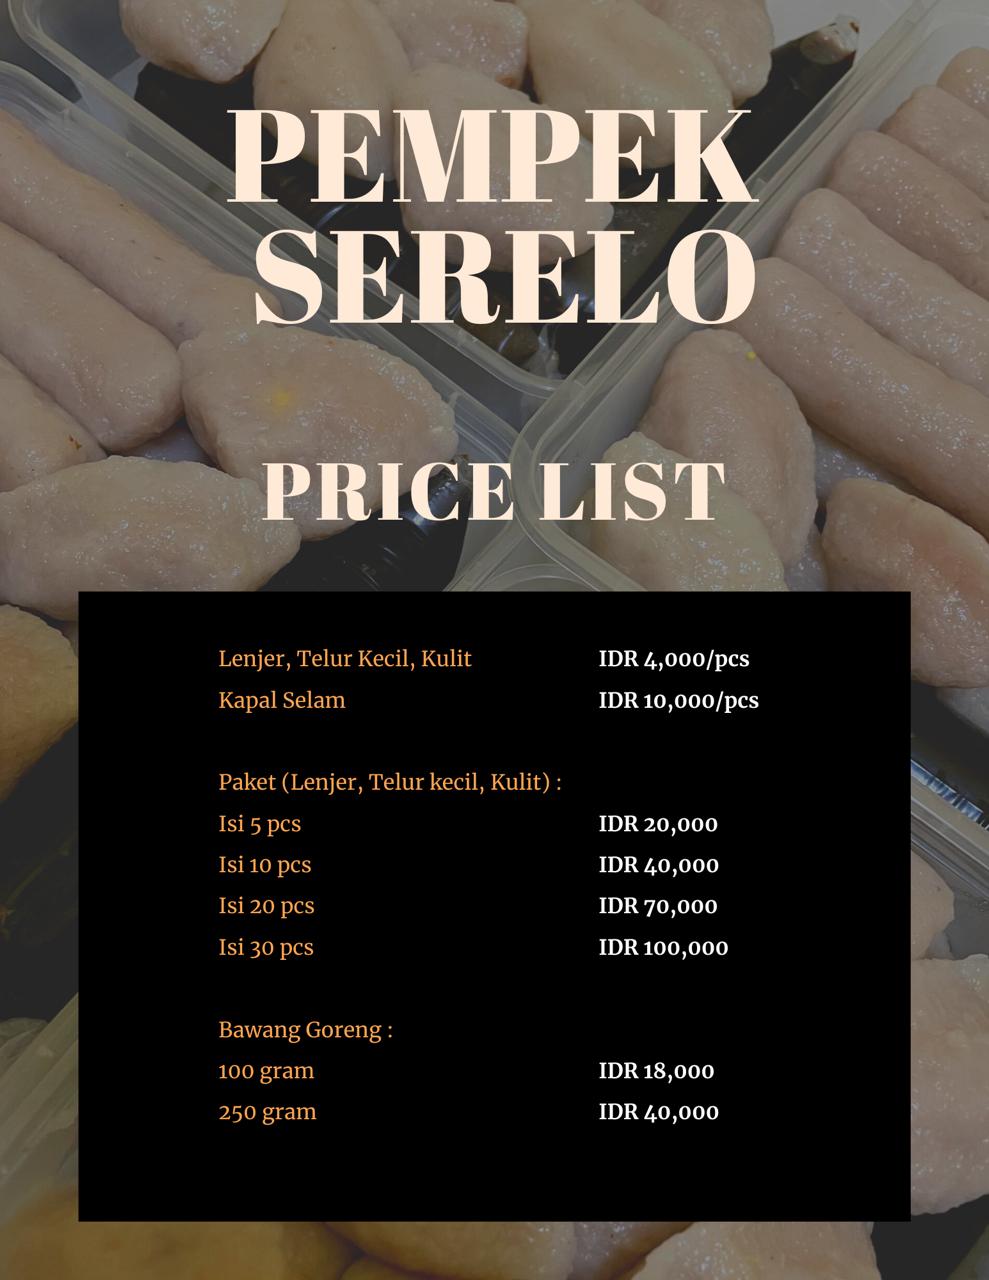 PEMPEK
SERELO
PRICE LIST
Lenjer, Telur Kecil, Kulit IDR 4,000/pcs
Kapal Selam IDR 10,000/pcs
Paket (Lenjer, Telur kecil, Kulit) :
Isi 5 pcs IDR 20,000
Isi 10 pcs IDR 40,000
Isi 20 pcs IDR 70,000
Isi 30 pcs IDR 100,000
Bawang Goreng :
100 gram IDR 18,000
250 gram IDR 40,000